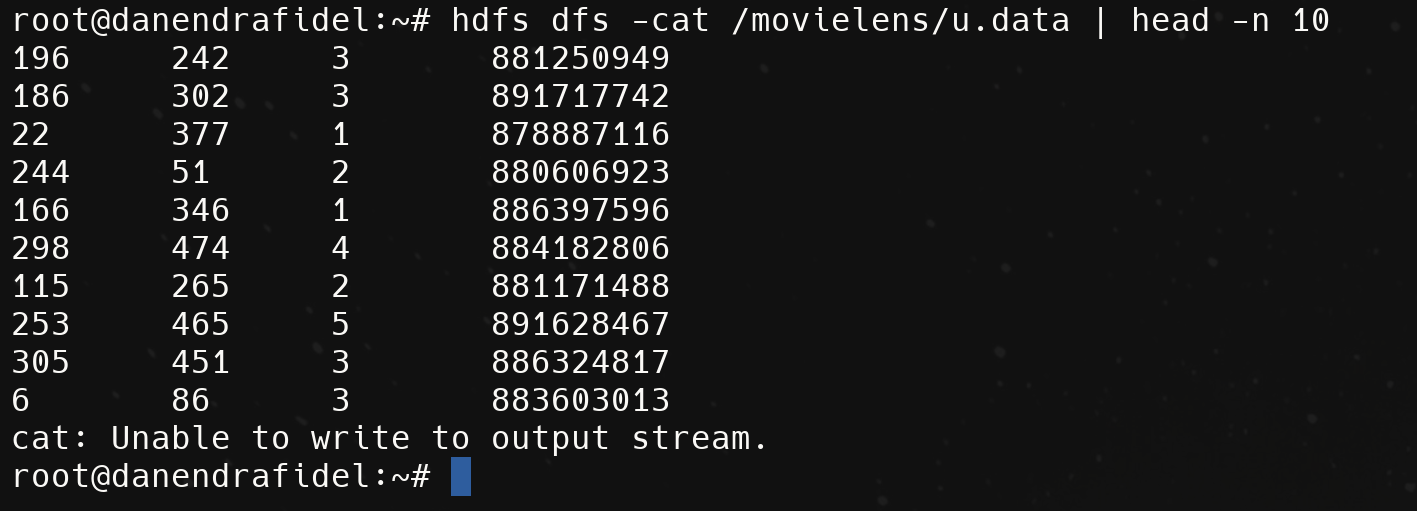 root@danendrafidel:~# hdfs dfs -cat /movielens/u.data | head -n 10
196     242     3       881250949
186     302     3       891717742
22      377     1       878887116
244     51      2       880606923
166     346     1       886397596
298     474     4       884182806
115     265     2       881171488
253     465     5       891628467
305     451     3       886324817
6       86      3       883603013
cat: Unable to write to output stream.
root@danendrafidel:~#